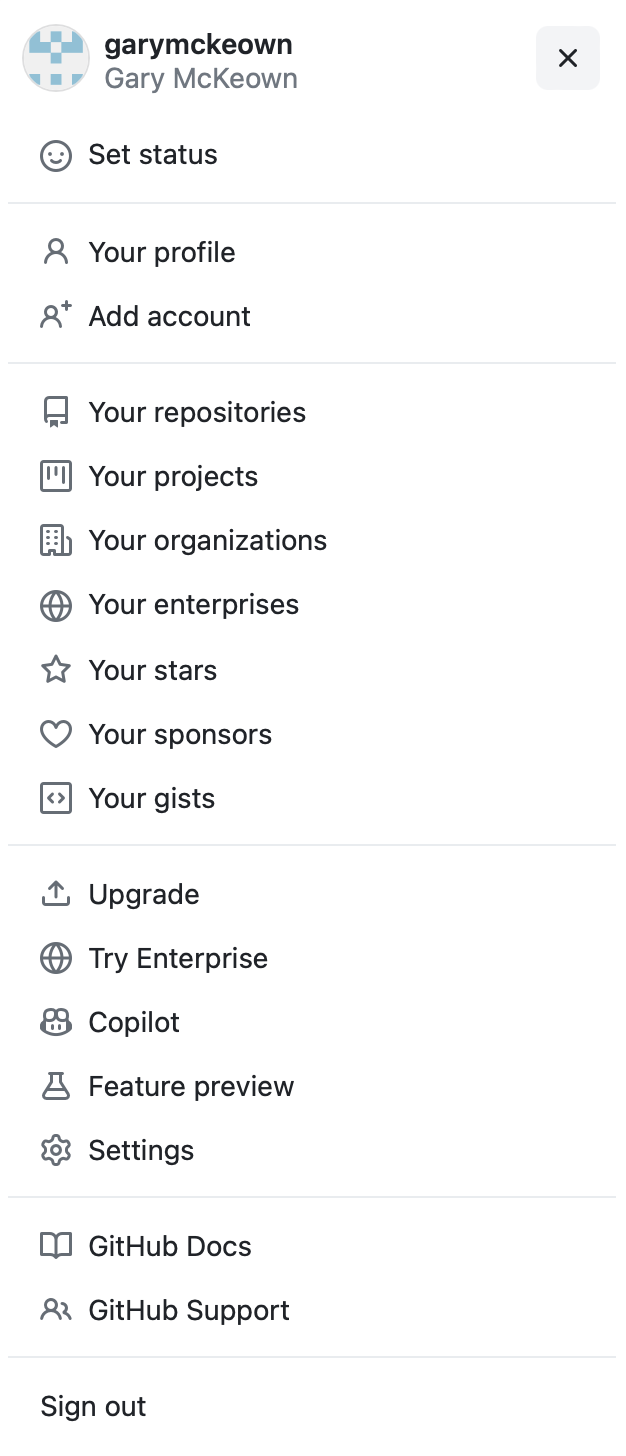 garymckeown
Gary McKeown
Set status
Your profile
Add account
Your repositories
Your projects
Your organizations
Your enterprises
Your stars
Your sponsors
Your gists
Upgrade
Try Enterprise
Copilot
Feature preview
Settings
GitHub Docs
GitHub Support
Sign out